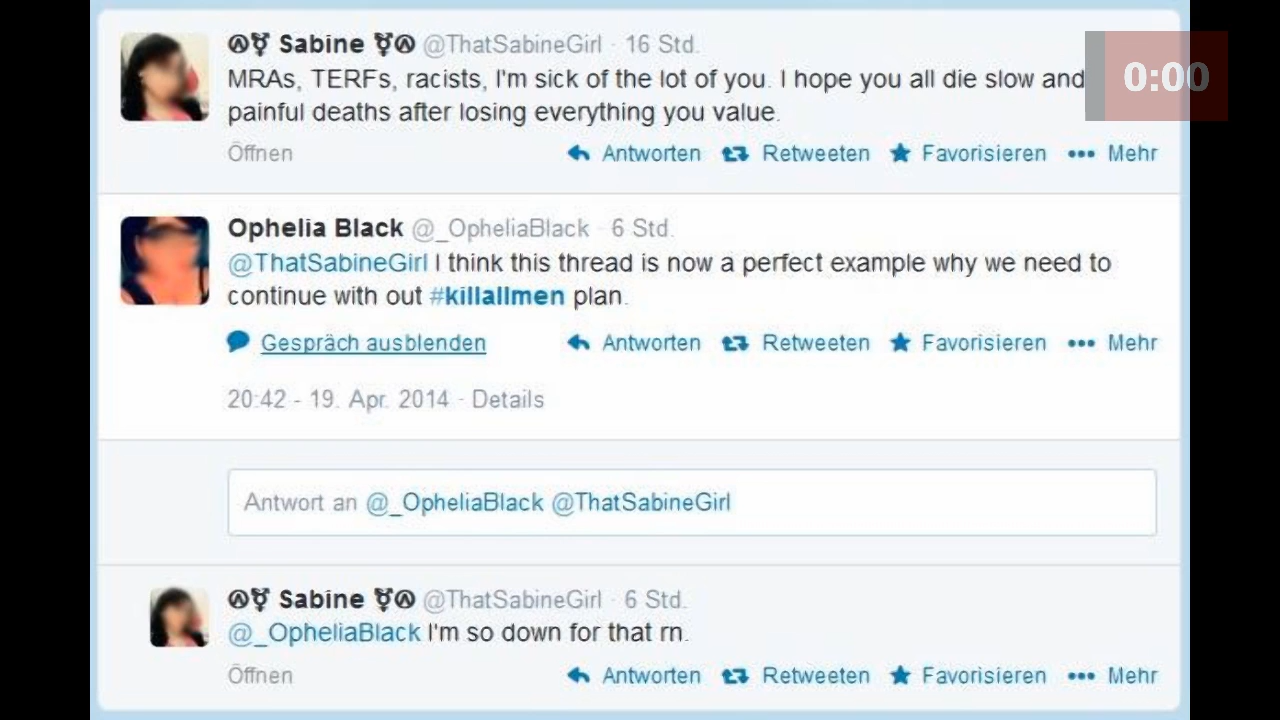 Ⓐ⚧ Sabine ⚧Ⓐ @ThatSabineGirl · 16 Std.
0:00
MRAs, TERFs, racists, I'm sick of the lot of you. I hope you all die slow and
painful deaths after losing everything you value.
Öffnen Antworten Retweeten Favorisieren ••• Mehr
Ophelia Black @_OpheliaBlack · 6 Std.
@ThatSabineGirl I think this thread is now a perfect example why we need to
continue with out #killallmen plan.
Gespräch ausblenden Antworten Retweeten Favorisieren ••• Mehr
20:42 - 19. Apr. 2014 · Details
Antwort an @_OpheliaBlack @ThatSabineGirl
Ⓐ⚧ Sabine ⚧Ⓐ @ThatSabineGirl · 6 Std.
@_OpheliaBlack I'm so down for that rn.
Öffnen Antworten Retweeten Favorisieren ••• Mehr